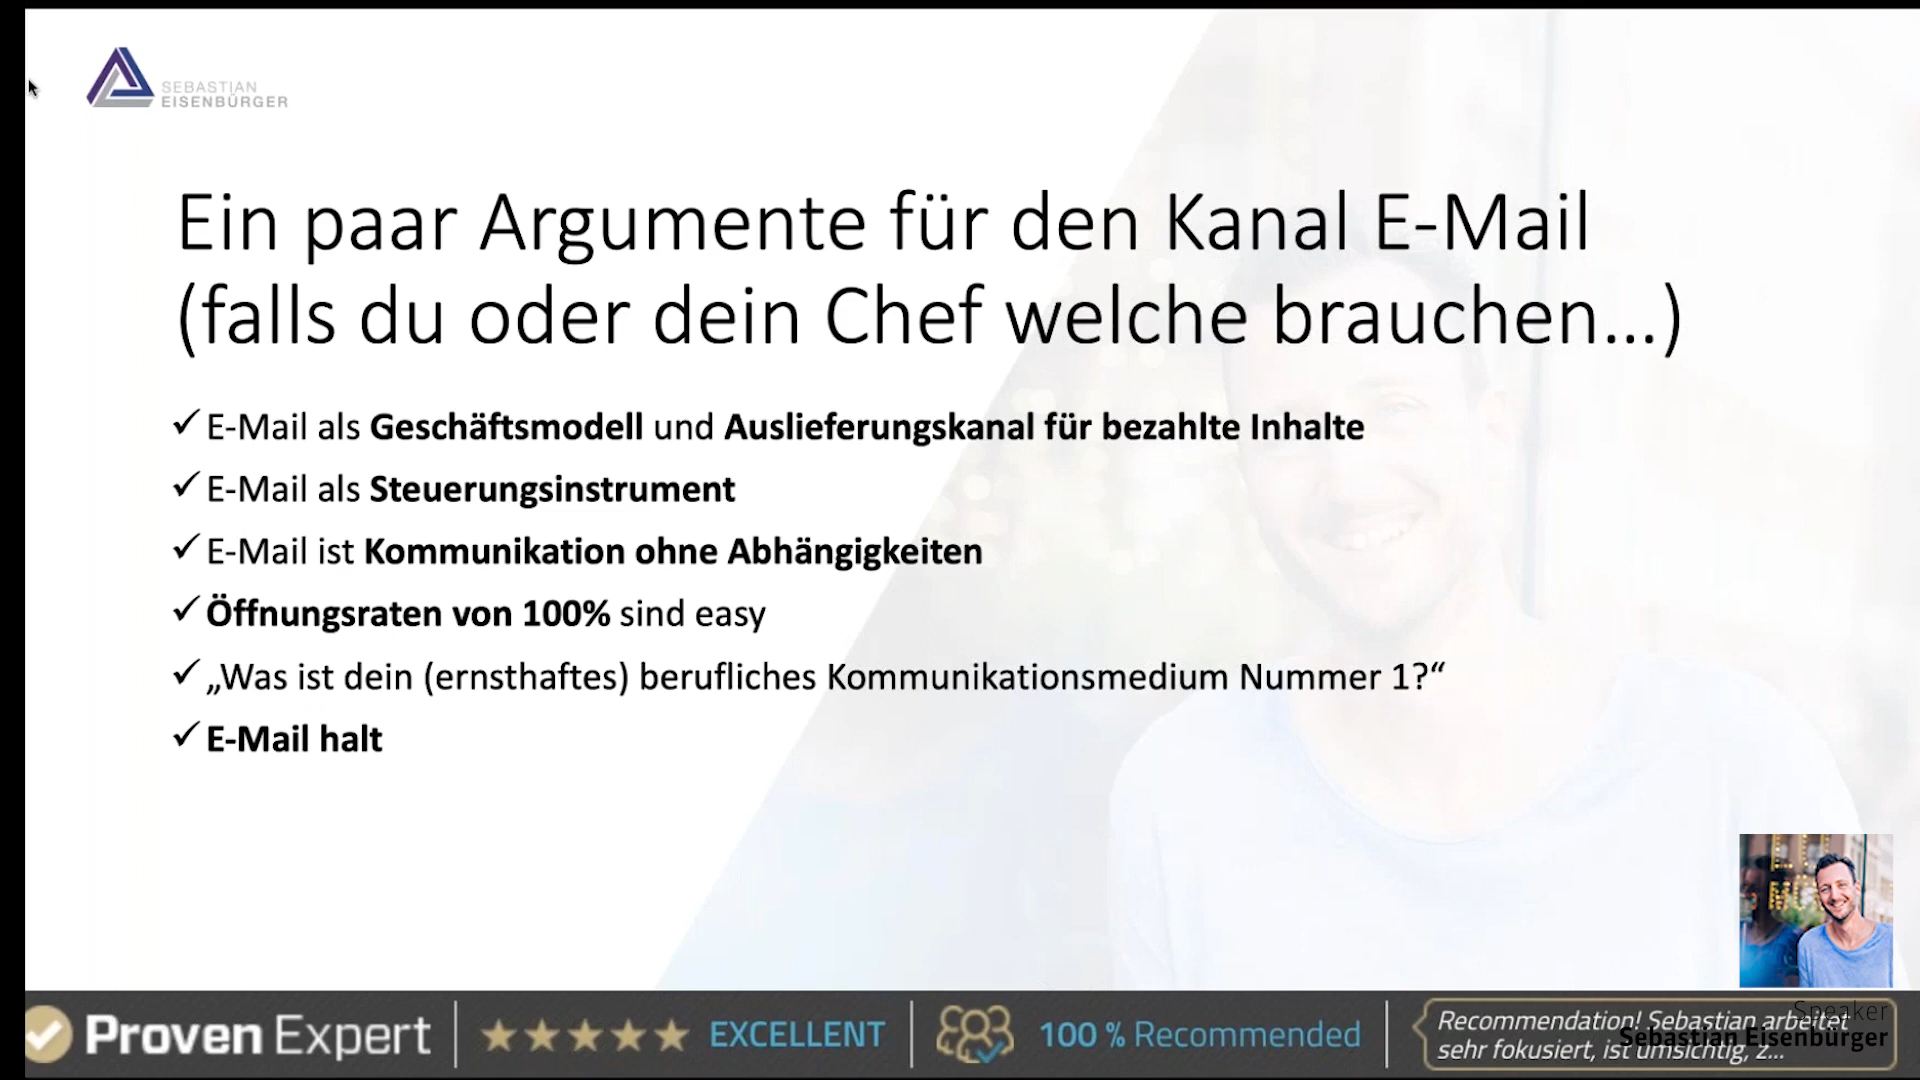 SEBASTIAN
EISENBÜRGER
Ein paar Argumente für den Kanal E-Mail
(falls du oder dein Chef welche brauchen...)
✓ E-Mail als Geschäftsmodell und Auslieferungskanal für bezahlte Inhalte
✓ E-Mail als Steuerungsinstrument
✓ E-Mail ist Kommunikation ohne Abhängigkeiten
✓ Öffnungsraten von 100% sind easy
✓ „Was ist dein (ernsthaftes) berufliches Kommunikationsmedium Nummer 1?“
✓ E-Mail halt
Proven Expert
EXCELLENT
100 % Recommended
Recommendation! Sebastian arbeitet
sehr fokusiert, ist umsichtig, z...
Speaker
Sebastian Eisenbürger